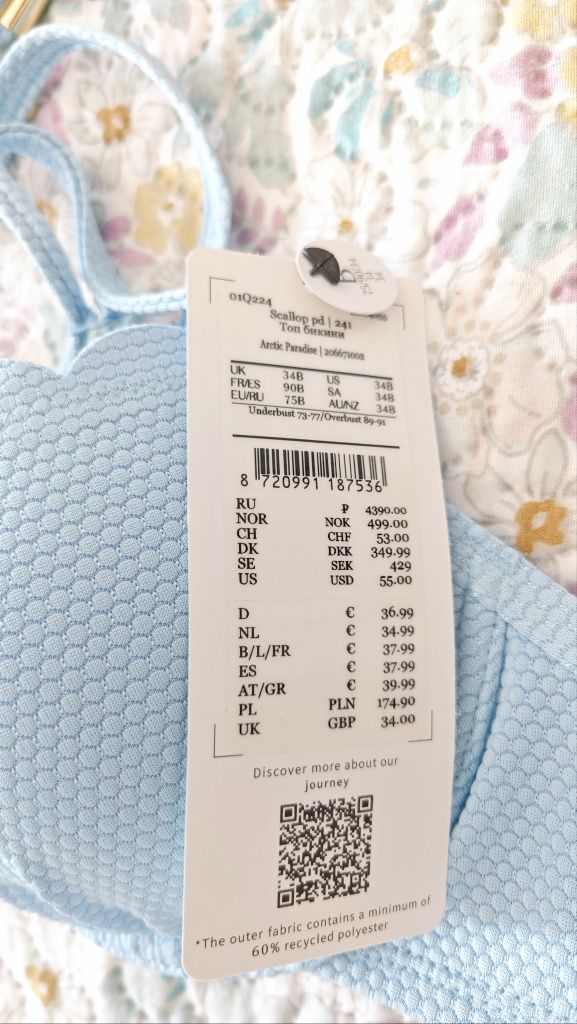 01Q224
Scallop pd | 241
Топ бикини
Arctic Paradise | 206671002
UK 34B US 34B
FR/ES 90B SA 34B
EU/RU 75B AU/NZ 34B
Underbust 73-77/Overbust 89-91
8 720991 187536
RU ₽ 4390.00
NOR NOK 499.00
CH CHF 53.00
DK DKK 349.99
SE SEK 429
US USD 55.00
D € 36.99
NL € 34.99
B/L/FR € 37.99
ES € 37.99
AT/GR € 39.99
PL PLN 174.90
UK GBP 34.00
Discover more about our
journey
*The outer fabric contains a minimum of
60% recycled polyester